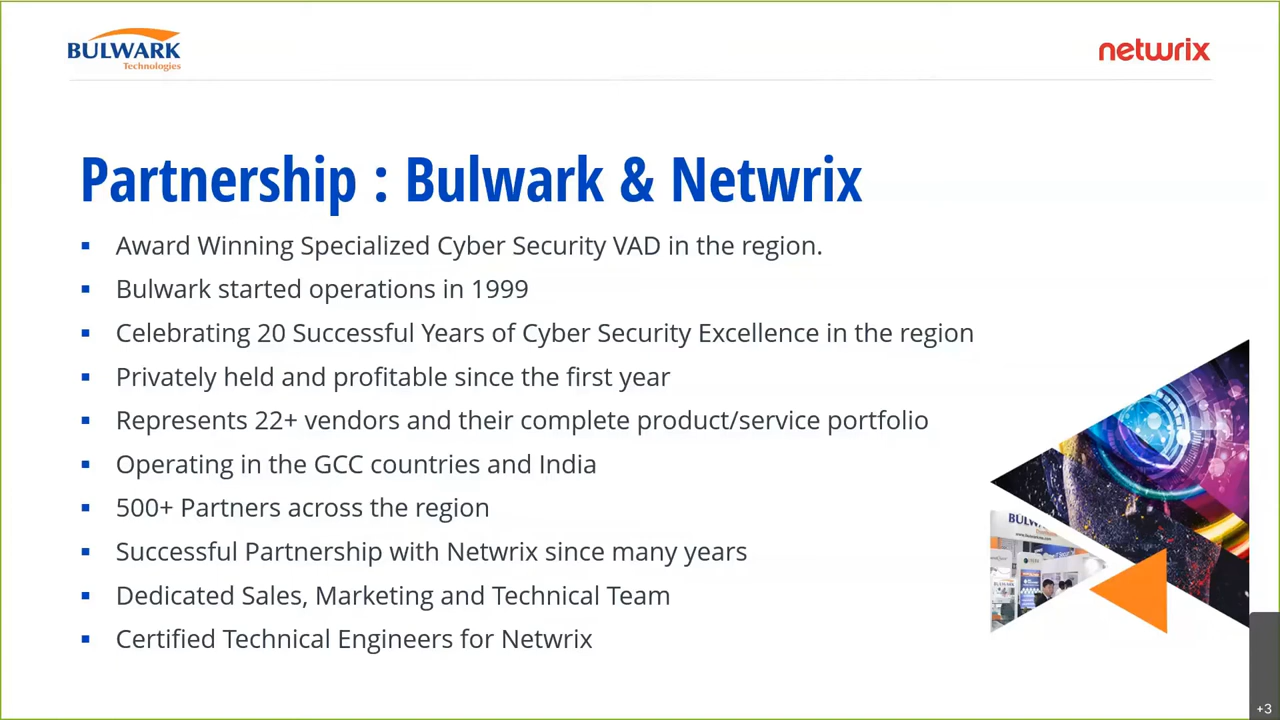 BULWARK
Technologies
netwrix
Partnership : Bulwark & Netwrix
▪ Award Winning Specialized Cyber Security VAD in the region.
▪ Bulwark started operations in 1999
▪ Celebrating 20 Successful Years of Cyber Security Excellence in the region
▪ Privately held and profitable since the first year
▪ Represents 22+ vendors and their complete product/service portfolio
▪ Operating in the GCC countries and India
▪ 500+ Partners across the region
▪ Successful Partnership with Netwrix since many years
▪ Dedicated Sales, Marketing and Technical Team
▪ Certified Technical Engineers for Netwrix
+3